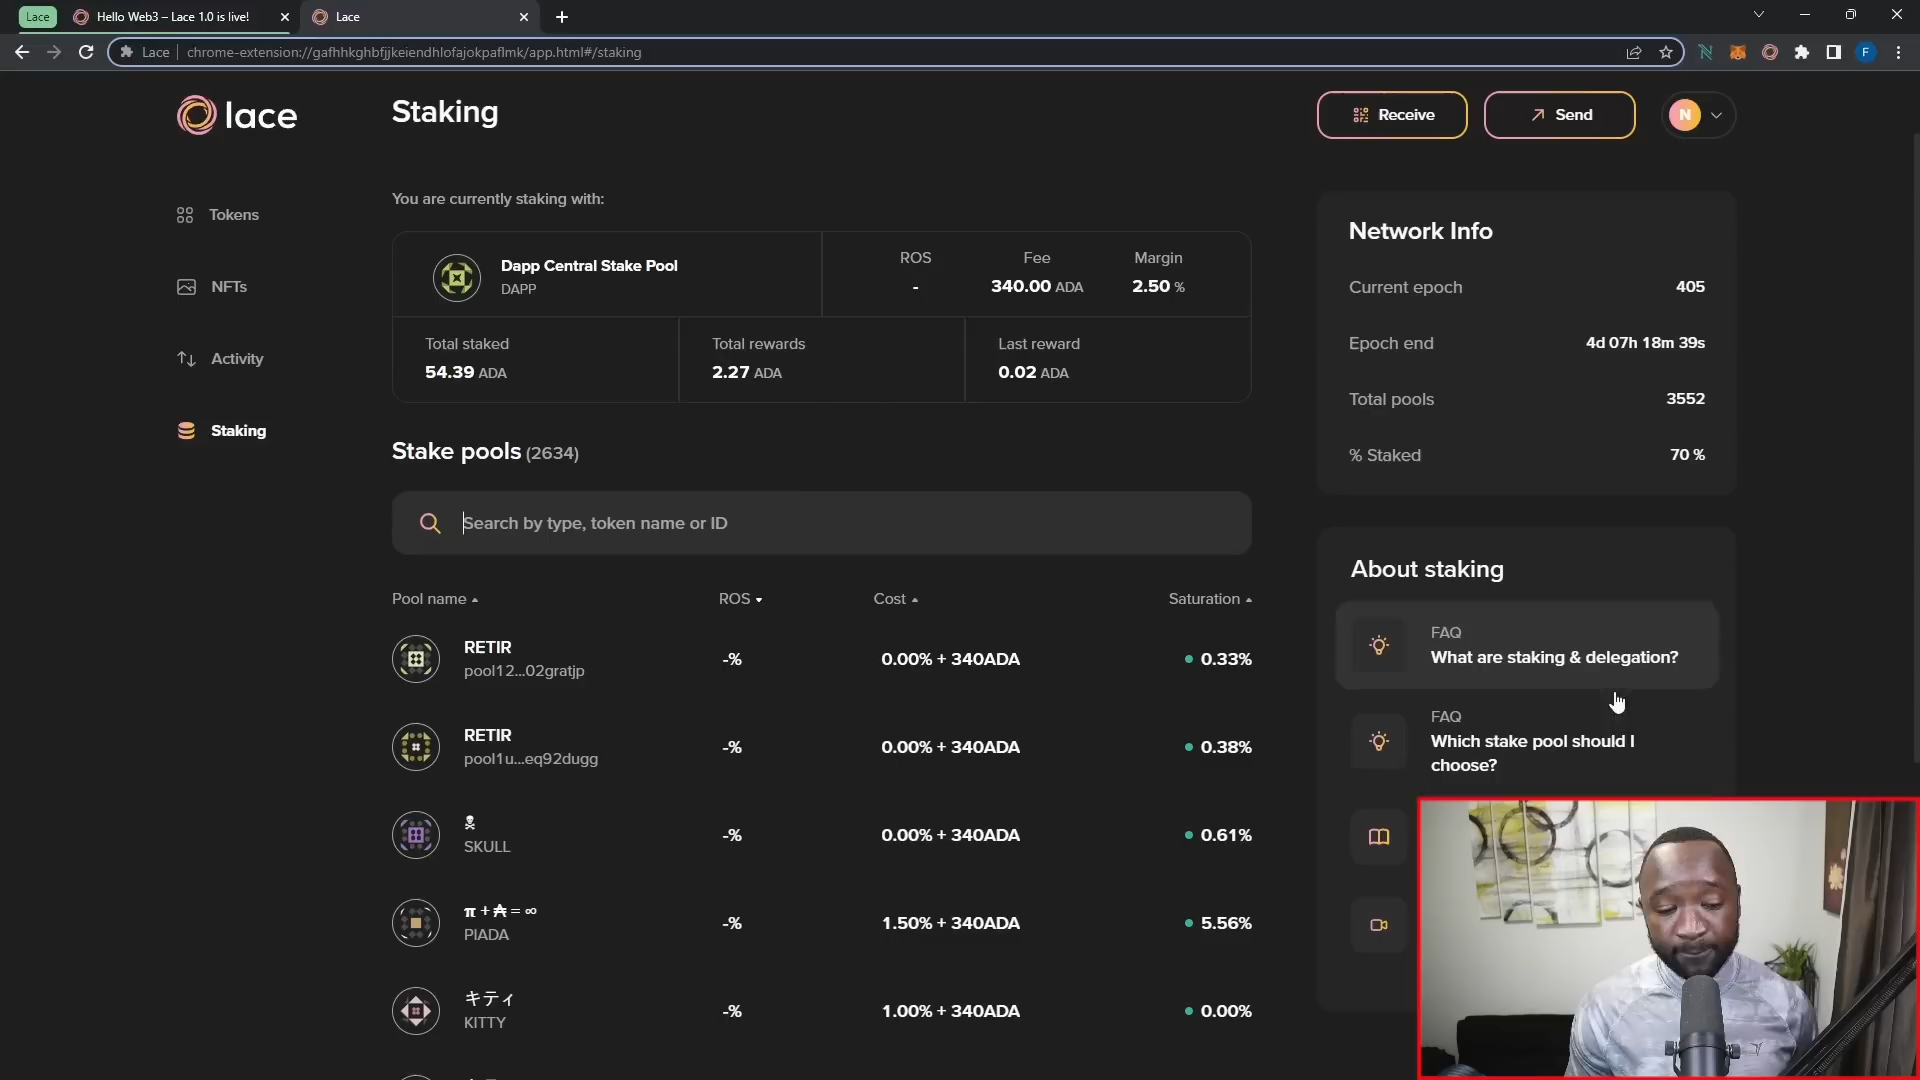 Lace
Hello Web3 – Lace 1.0 is live!
Lace
Lace
chrome-extension://gafhhkghbfjjkeiendhlofajokpaflmk/app.html#/staking
F
lace
Staking
Receive
Send
N
Tokens
NFTs
Activity
Staking
You are currently staking with:
Dapp Central Stake Pool
DAPP
ROS
-
Fee
340.00 ADA
Margin
2.50 %
Total staked
54.39 ADA
Total rewards
2.27 ADA
Last reward
0.02 ADA
Stake pools (2634)
Search by type, token name or ID
Pool name ROS Cost Saturation
RETIR
pool12...02gratjp
-% 0.00% + 340ADA 0.33%
RETIR
pool1u...eq92dugg
-% 0.00% + 340ADA 0.38%
☠
SKULL
-% 0.00% + 340ADA 0.61%
π + ₳ = ∞
PIADA
-% 1.50% + 340ADA 5.56%
キティ
KITTY
-% 1.00% + 340ADA 0.00%
Network Info
Current epoch 405
Epoch end 4d 07h 18m 39s
Total pools 3552
% Staked 70 %
About staking
FAQ
What are staking & delegation?
FAQ
Which stake pool should I
choose?